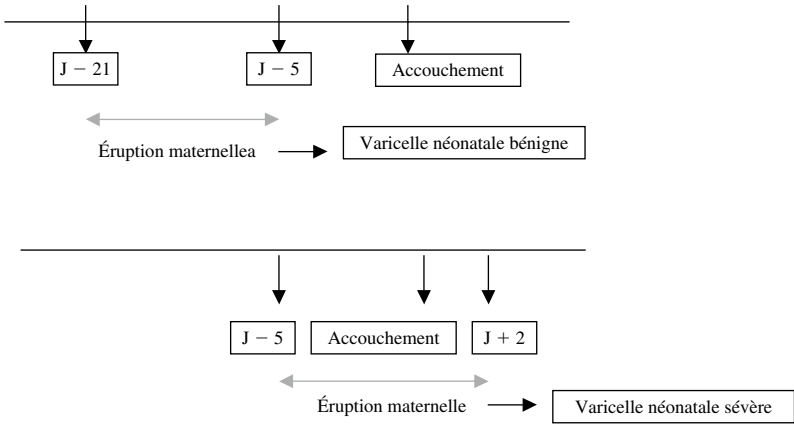 J − 21 J − 5 Accouchement
Éruption maternellea Varicelle néonatale bénigne
J − 5 Accouchement J + 2
Éruption maternelle Varicelle néonatale sévère